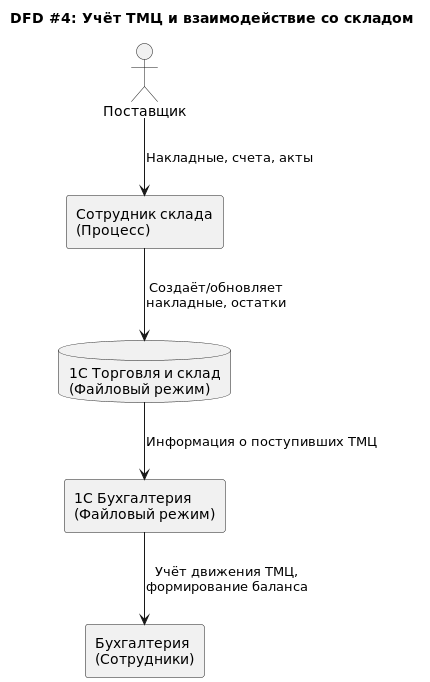 DFD #4: Учёт ТМЦ и взаимодействие со складом
Поставщик
Накладные, счета, акты
Сотрудник склада
(Процесс)
Создаёт/обновляет
накладные, остатки
1С Торговля и склад
(Файловый режим)
Информация о поступивших ТМЦ
1С Бухгалтерия
(Файловый режим)
Учёт движения ТМЦ,
формирование баланса
Бухгалтерия
(Сотрудники)